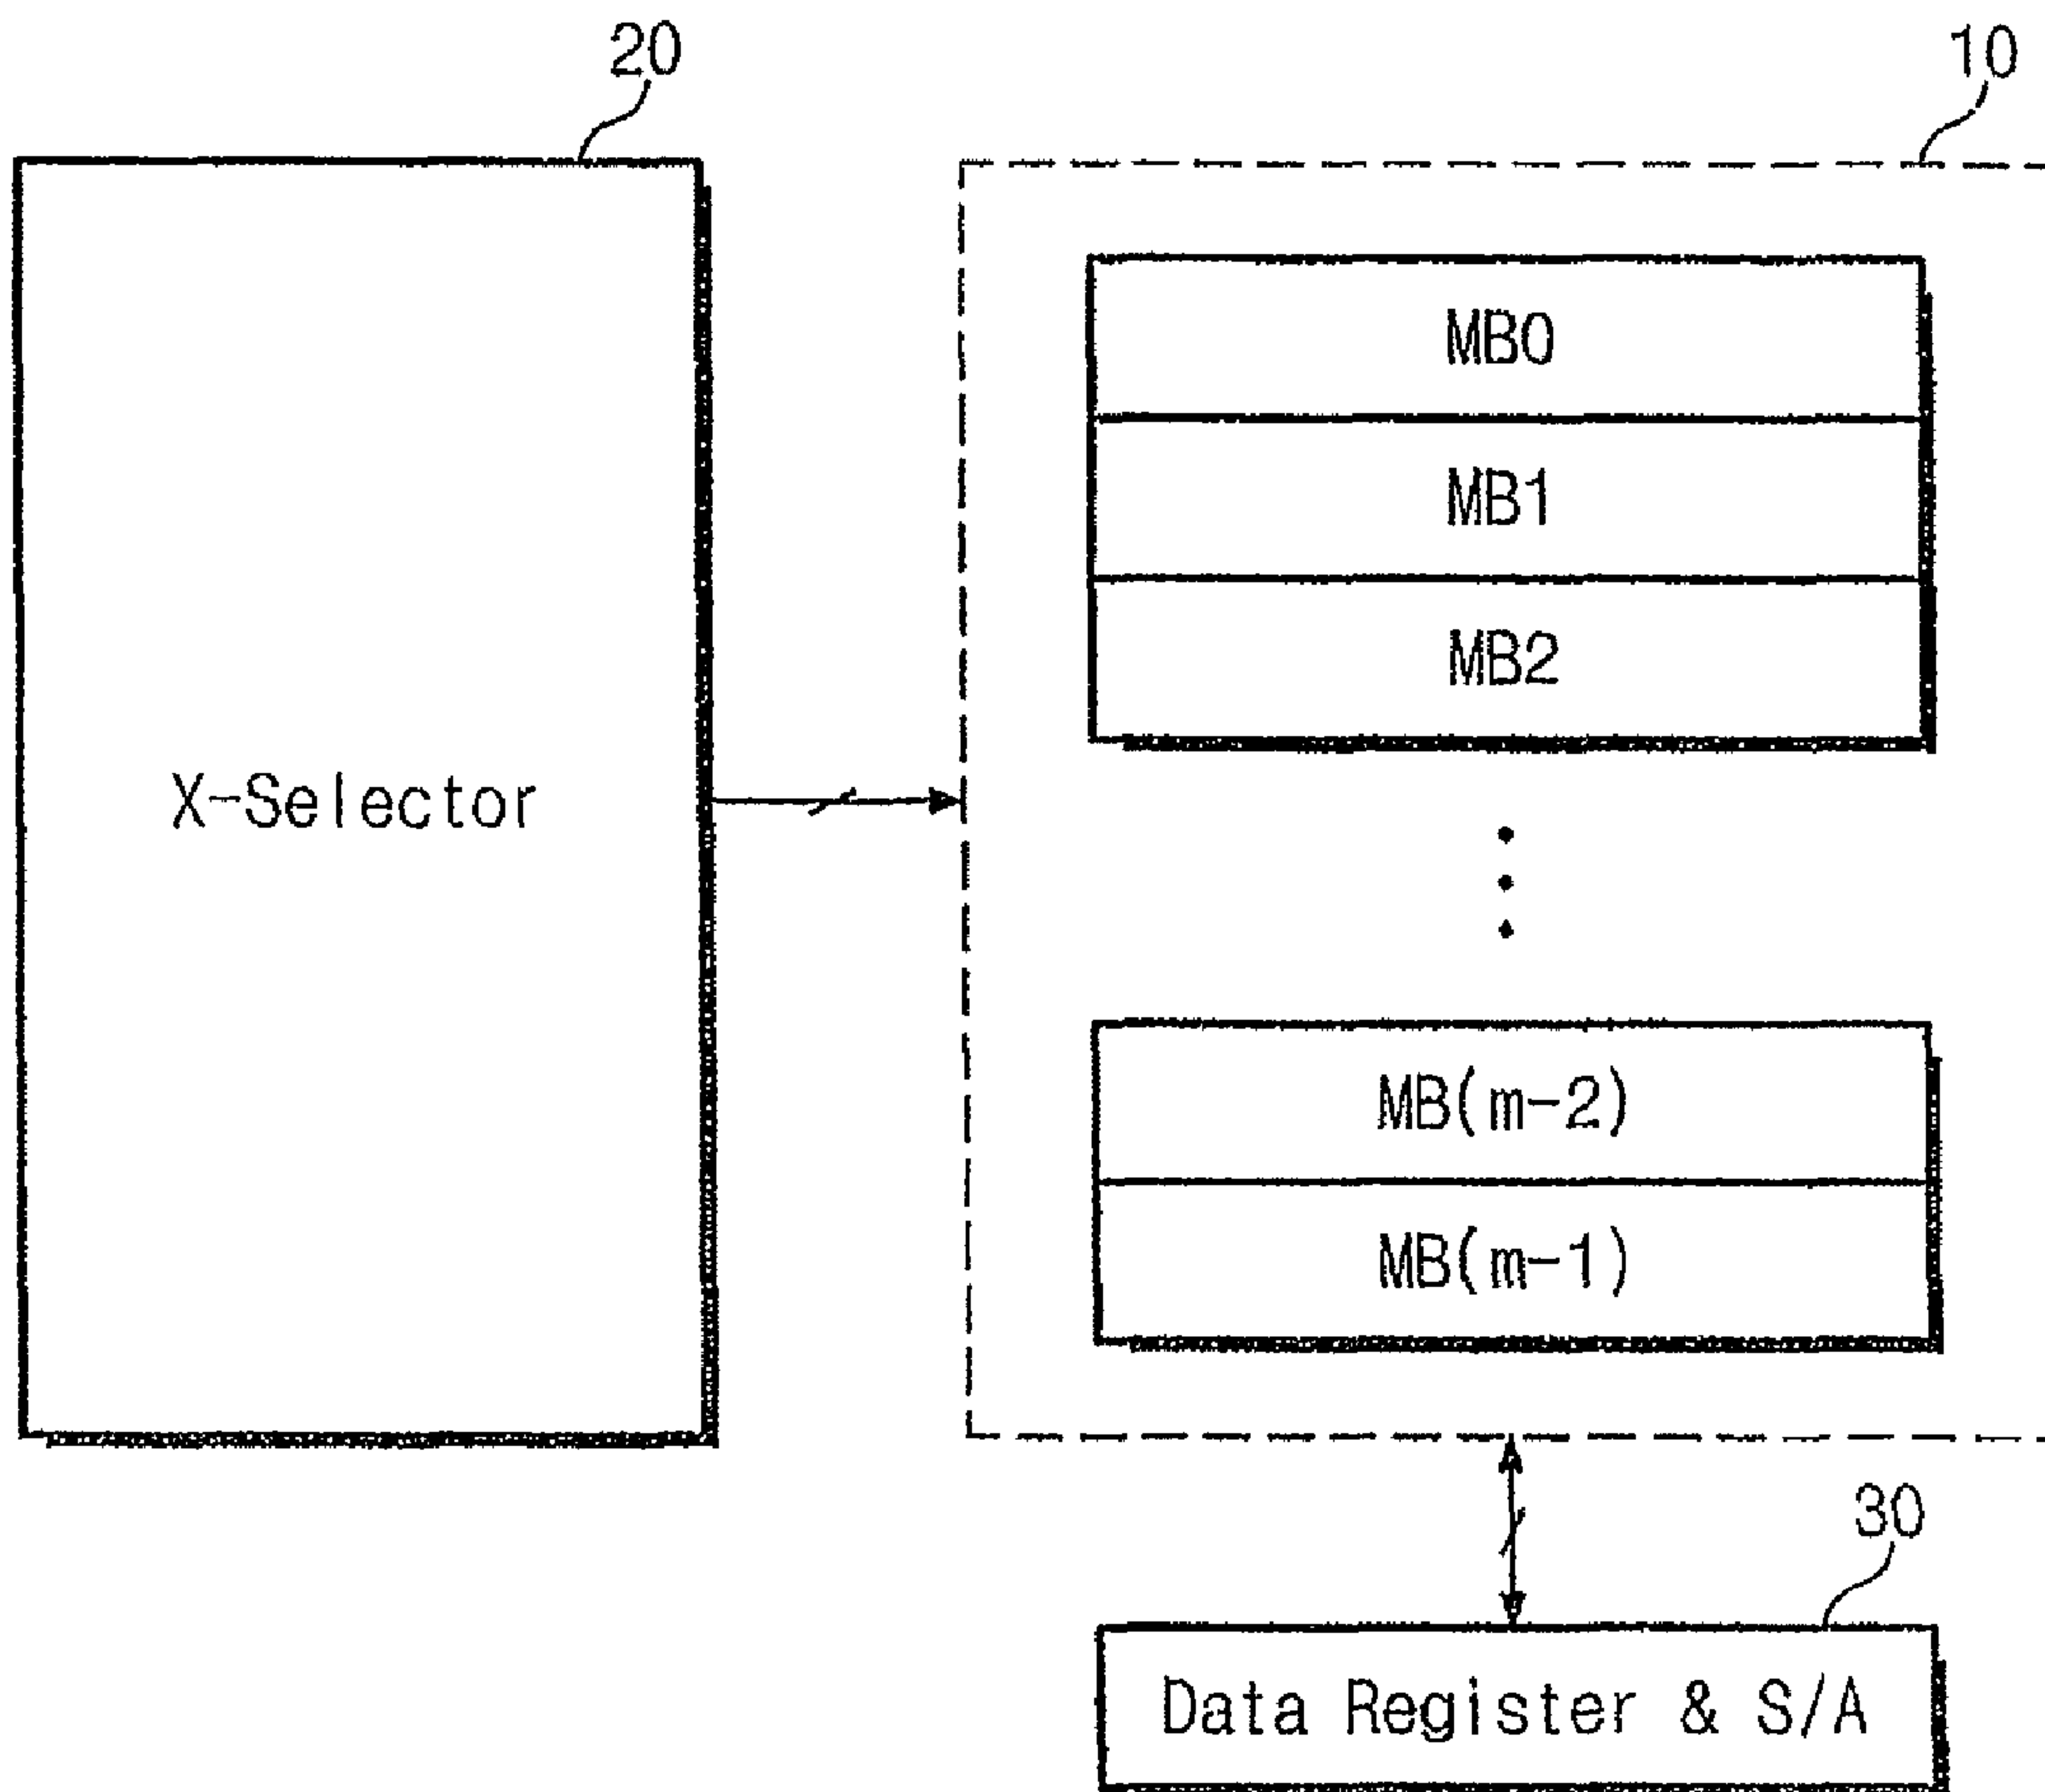 20
10
MB0
MB1
MB2
X-Selector
MB(m-2)
MB(m-1)
30
Data Register & S/A